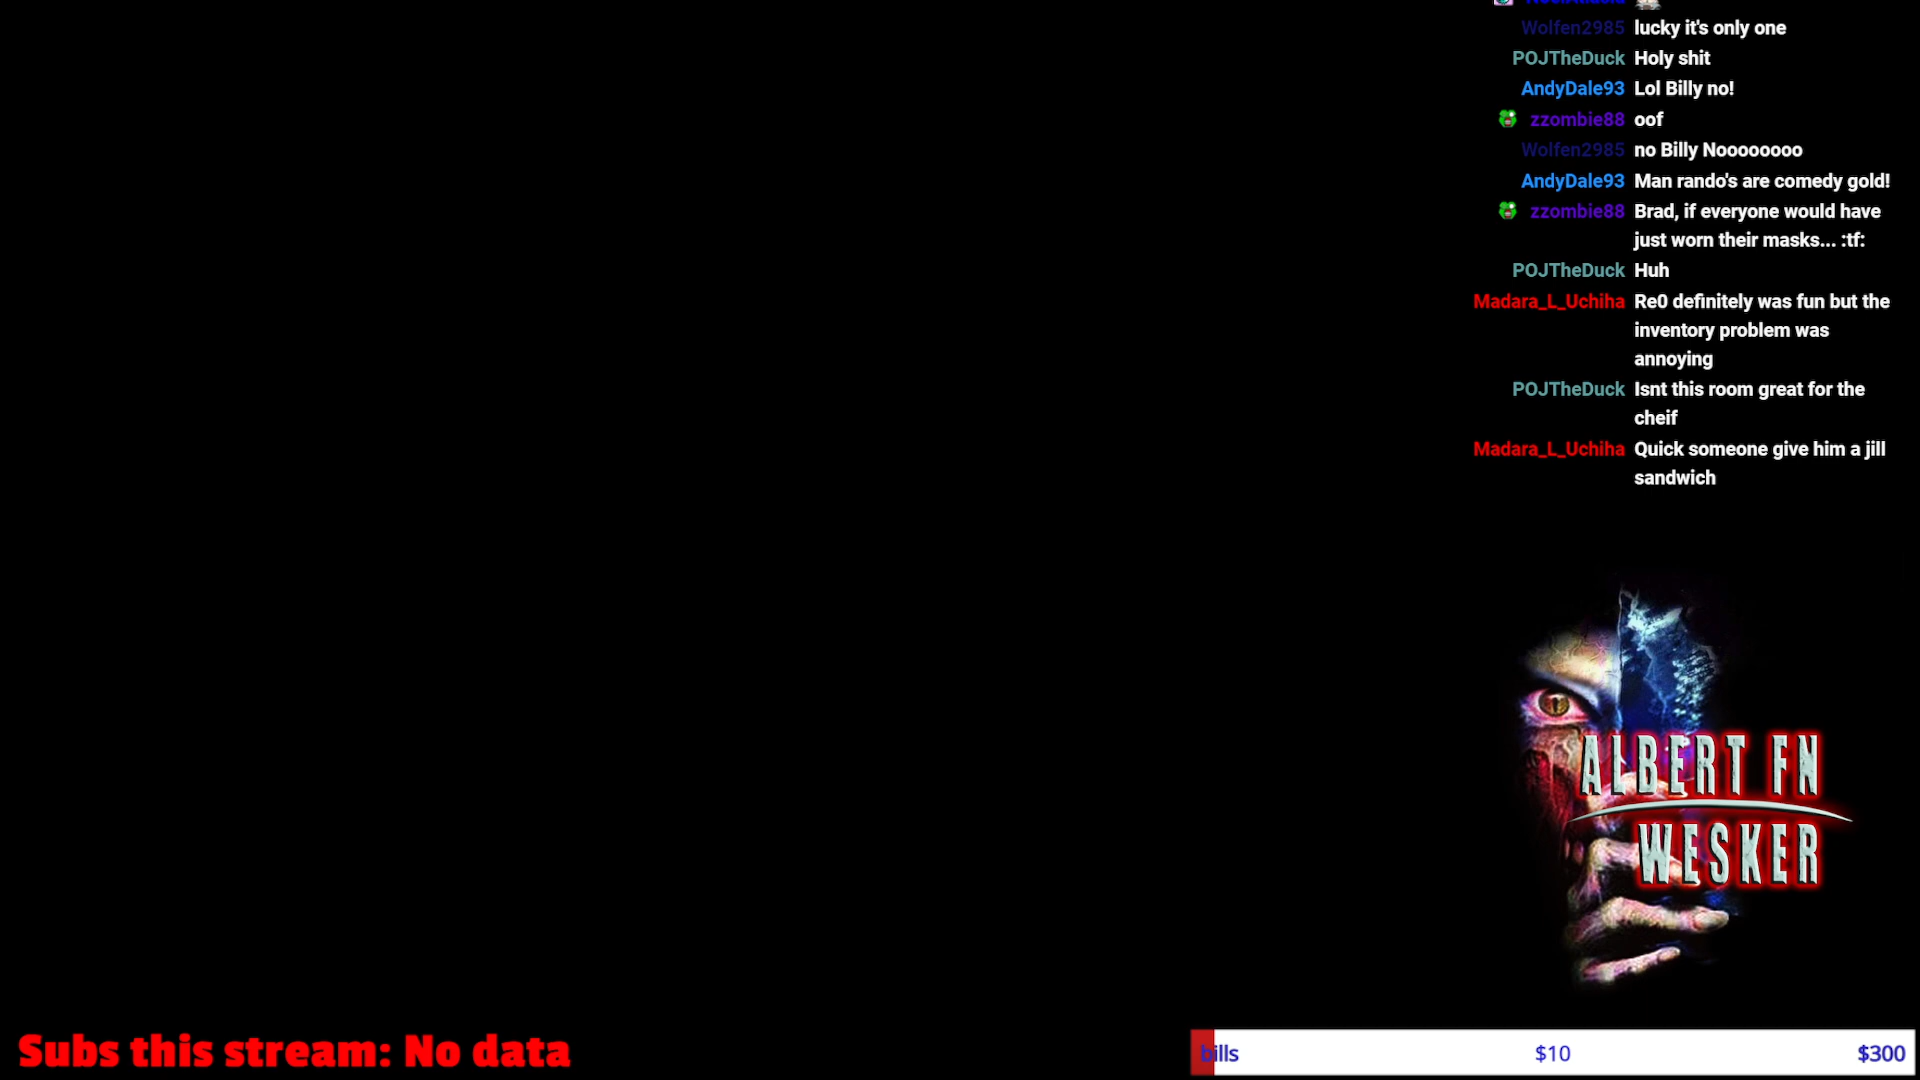 Wolfen2985 lucky it's only one
POJTheDuck Holy shit
AndyDale93 Lol Billy no!
zzombie88 oof
Wolfen2985 no Billy Noooooooo
AndyDale93 Man rando's are comedy gold!
zzombie88 Brad, if everyone would have
just worn their masks... :tf:
POJTheDuck Huh
Madara_L_Uchiha Re0 definitely was fun but the
inventory problem was
annoying
POJTheDuck Isnt this room great for the
cheif
Madara_L_Uchiha Quick someone give him a jill
sandwich
ALBERT FN
WESKER
Subs this stream: No data
bills $10 $300